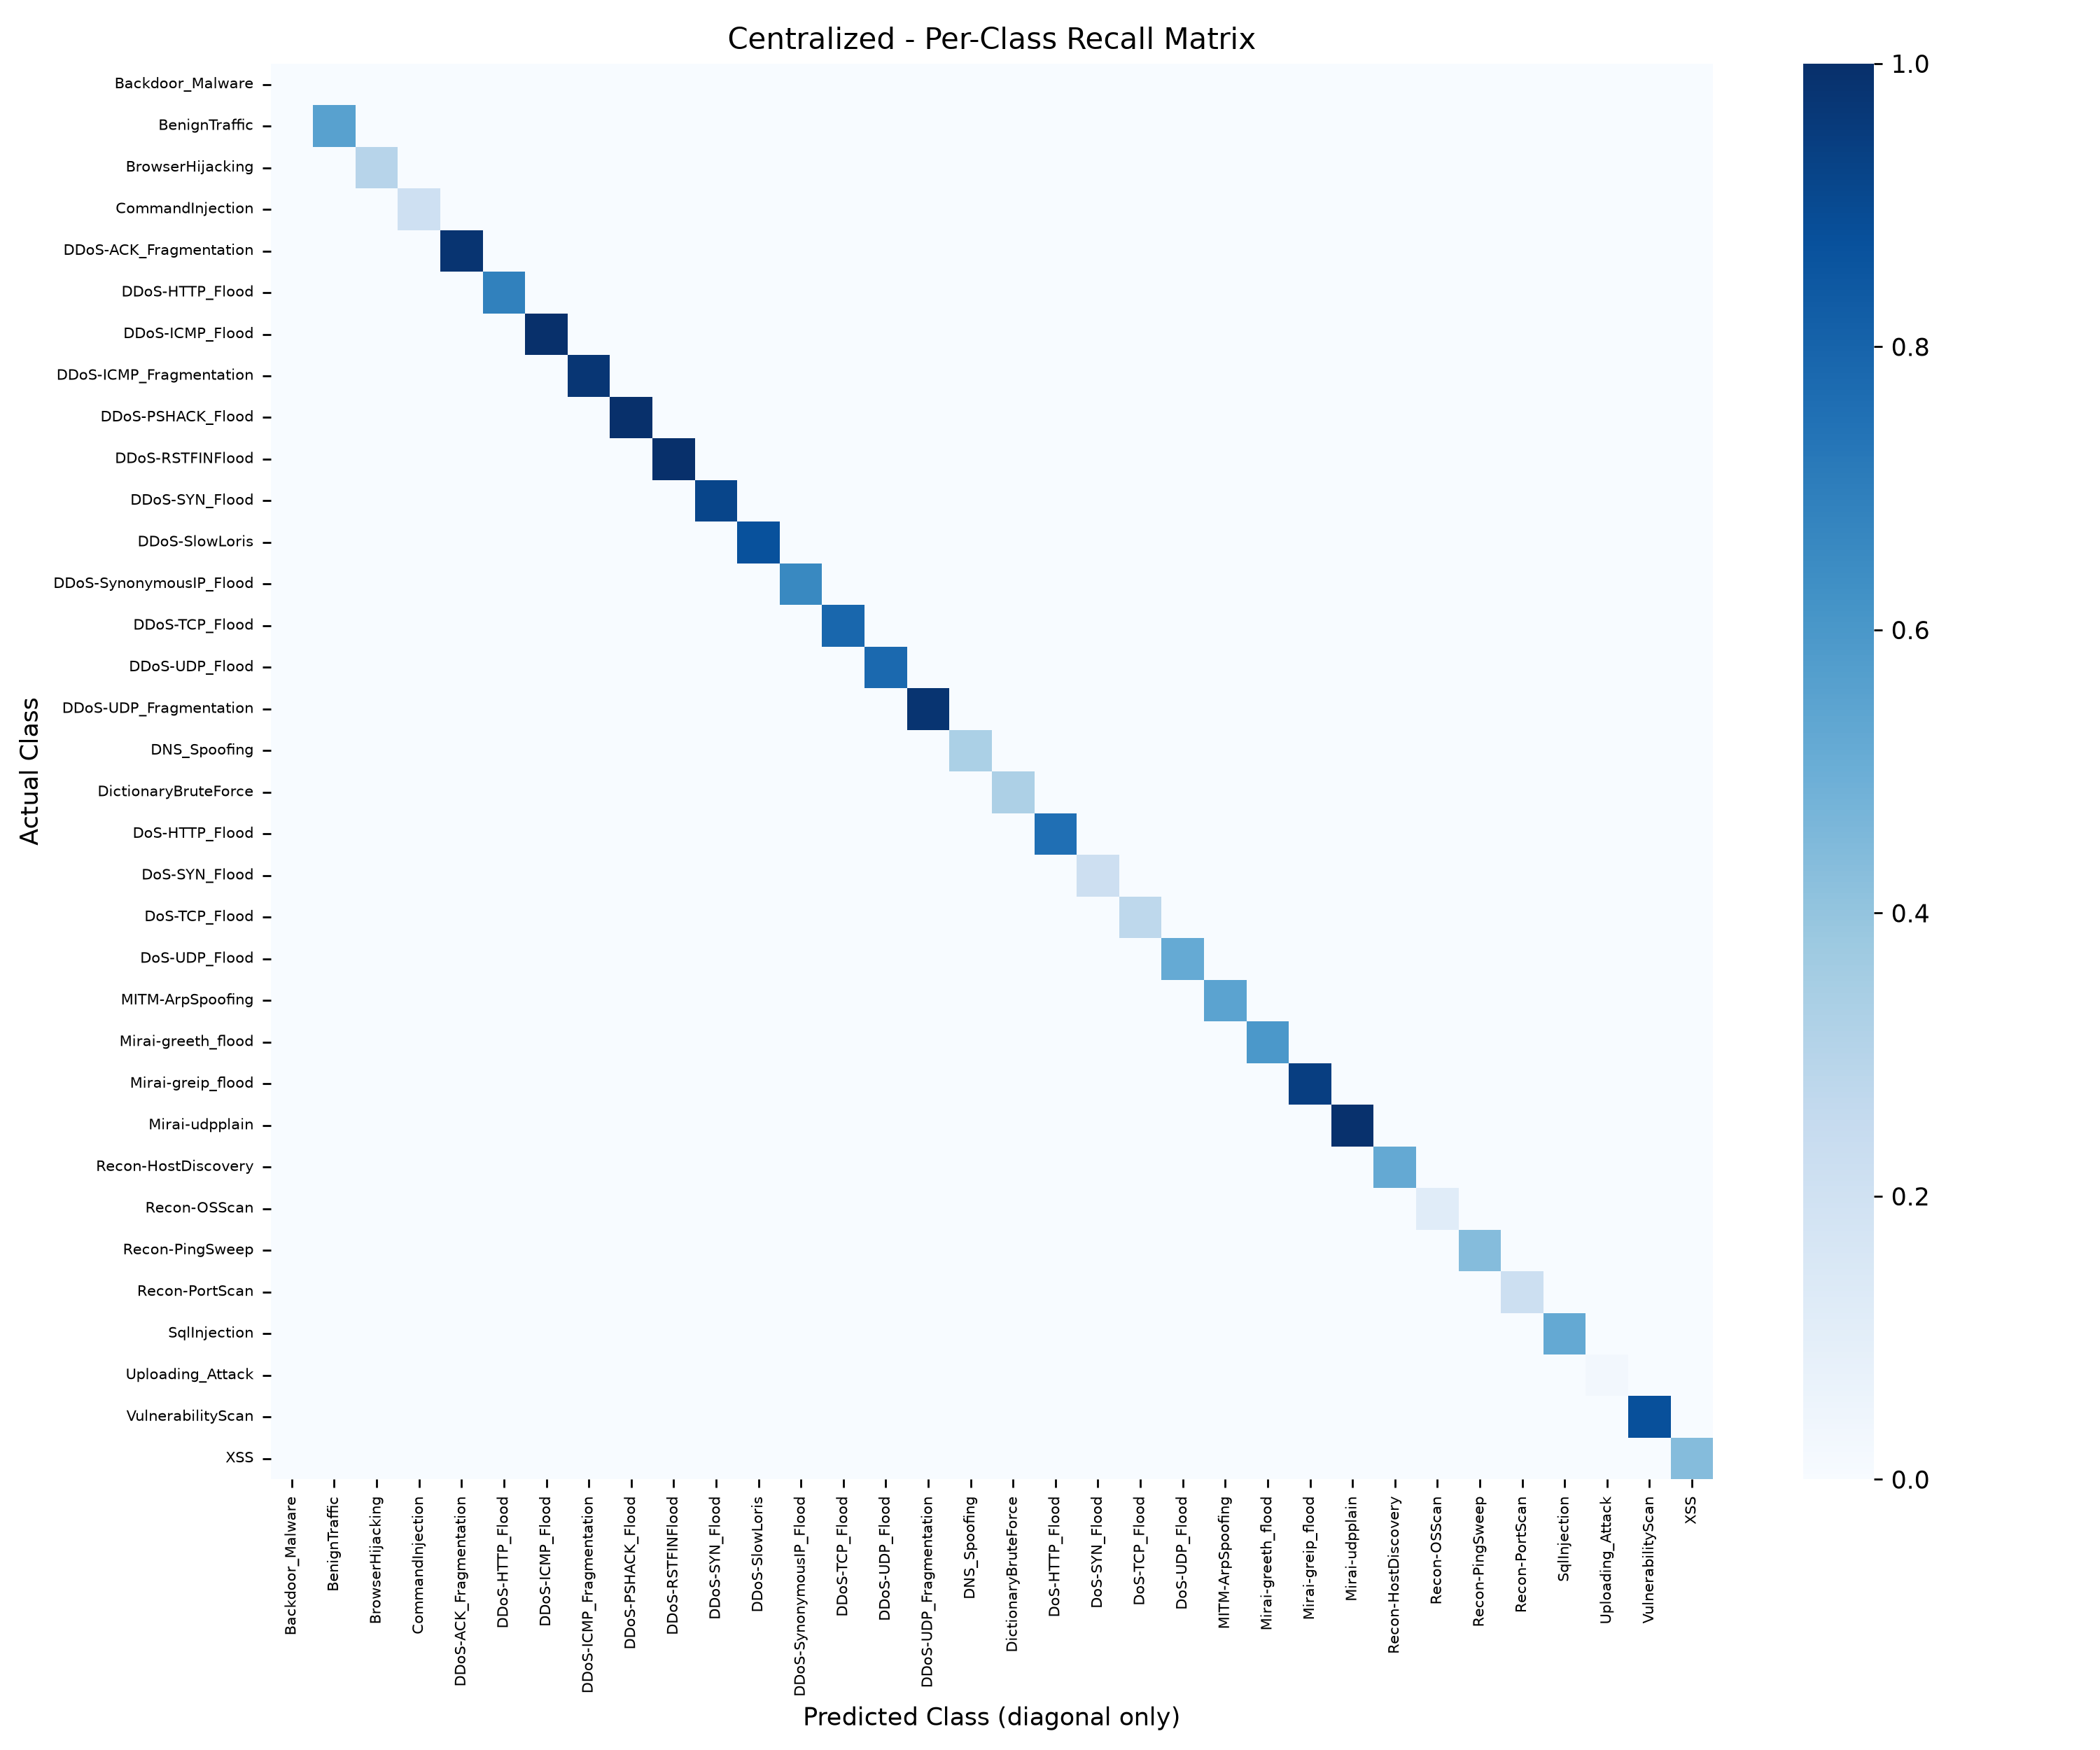 Centralized - Per-Class Recall Matrix
Actual Class
Backdoor_Malware
BenignTraffic
BrowserHijacking
CommandInjection
DDoS-ACK_Fragmentation
DDoS-HTTP_Flood
DDoS-ICMP_Flood
DDoS-ICMP_Fragmentation
DDoS-PSHACK_Flood
DDoS-RSTFINFlood
DDoS-SYN_Flood
DDoS-SlowLoris
DDoS-SynonymousIP_Flood
DDoS-TCP_Flood
DDoS-UDP_Flood
DDoS-UDP_Fragmentation
DNS_Spoofing
DictionaryBruteForce
DoS-HTTP_Flood
DoS-SYN_Flood
DoS-TCP_Flood
DoS-UDP_Flood
MITM-ArpSpoofing
Mirai-greeth_flood
Mirai-greip_flood
Mirai-udpplain
Recon-HostDiscovery
Recon-OSScan
Recon-PingSweep
Recon-PortScan
SqlInjection
Uploading_Attack
VulnerabilityScan
XSS
Backdoor_Malware
BenignTraffic
BrowserHijacking
CommandInjection
DDoS-ACK_Fragmentation
DDoS-HTTP_Flood
DDoS-ICMP_Flood
DDoS-ICMP_Fragmentation
DDoS-PSHACK_Flood
DDoS-RSTFINFlood
DDoS-SYN_Flood
DDoS-SlowLoris
DDoS-SynonymousIP_Flood
DDoS-TCP_Flood
DDoS-UDP_Flood
DDoS-UDP_Fragmentation
DNS_Spoofing
DictionaryBruteForce
DoS-HTTP_Flood
DoS-SYN_Flood
DoS-TCP_Flood
DoS-UDP_Flood
MITM-ArpSpoofing
Mirai-greeth_flood
Mirai-greip_flood
Mirai-udpplain
Recon-HostDiscovery
Recon-OSScan
Recon-PingSweep
Recon-PortScan
SqlInjection
Uploading_Attack
VulnerabilityScan
XSS
Predicted Class (diagonal only)
1.0
0.8
0.6
0.4
0.2
0.0